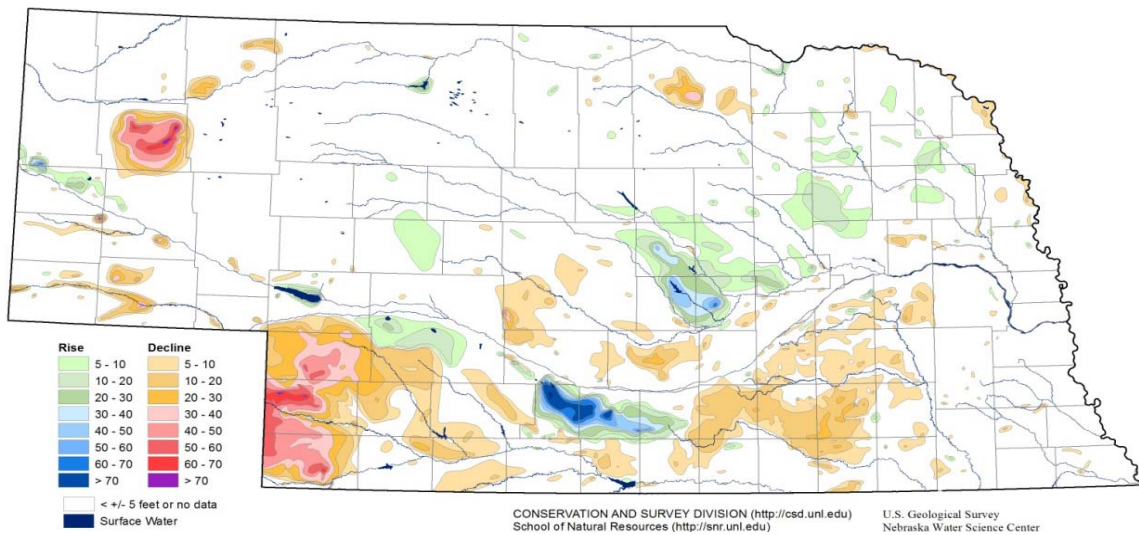 Rise Decline
5 - 10 5 - 10
10 - 20 10 - 20
20 - 30 20 - 30
30 - 40 30 - 40
40 - 50 40 - 50
50 - 60 50 - 60
60 - 70 60 - 70
> 70 > 70
< +/- 5 feet or no data
Surface Water
CONSERVATION AND SURVEY DIVISION (http://csd.unl.edu)
School of Natural Resources (http://snr.unl.edu)
U.S. Geological Survey
Nebraska Water Science Center